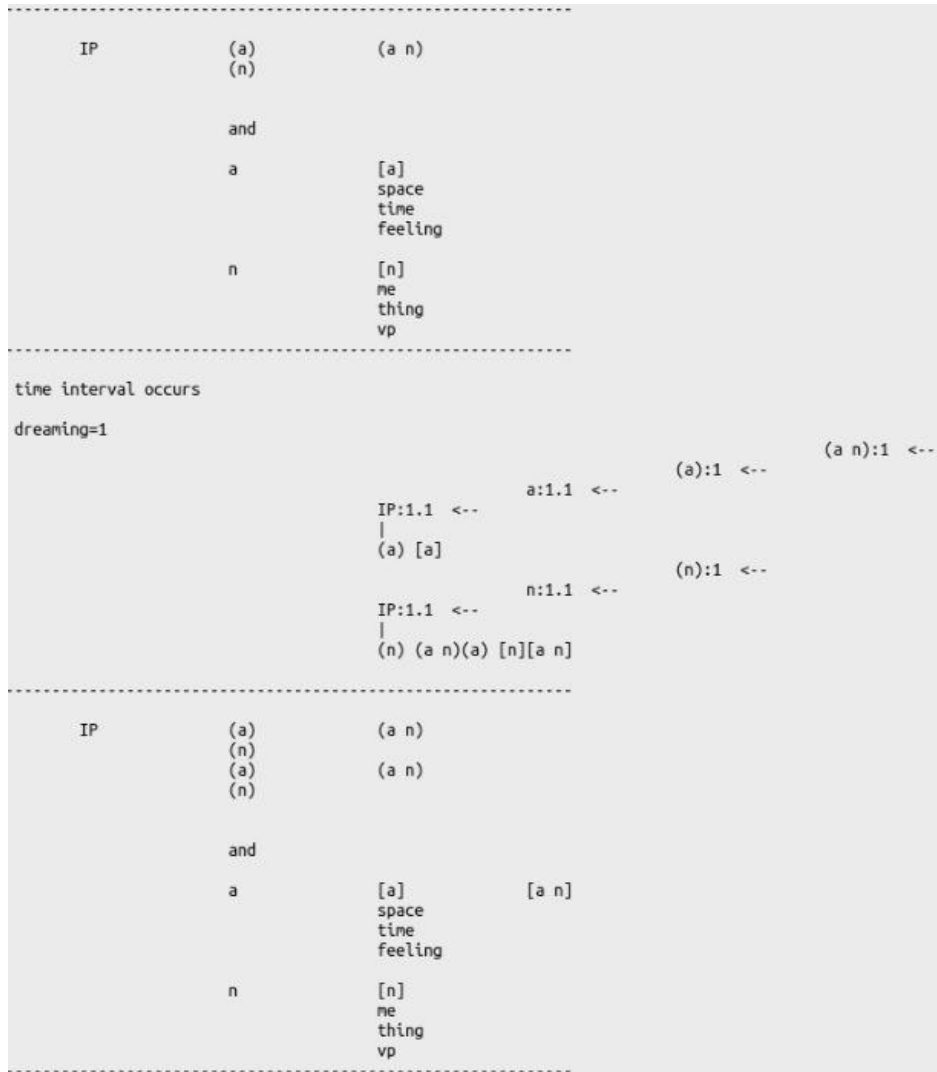 ------------------------------------------------------------
IP (a) (a n)
(n)
and
a [a]
space
time
feeling
n [n]
me
thing
vp
------------------------------------------------------------
time interval occurs
dreaming=1
(a n):1 <--
(a):1 <--
a:1.1 <--
IP:1.1 <--
|
(a) [a]
(n):1 <--
n:1.1 <--
IP:1.1 <--
|
(n) (a n)(a) [n][a n]
------------------------------------------------------------
IP (a) (a n)
(n)
(a) (a n)
(n)
and
a [a] [a n]
space
time
feeling
n [n]
me
thing
vp
------------------------------------------------------------